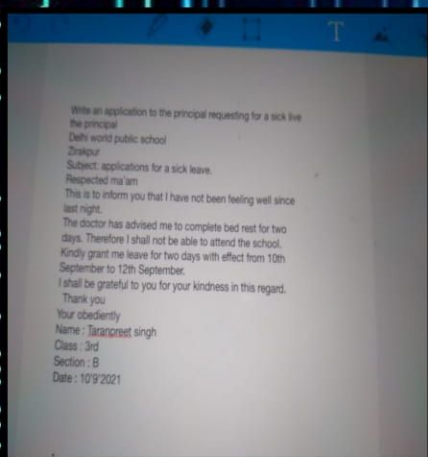 T
Write an application to the principal requesting for a sick live
the principal
Delhi world public school
Zirakpur
Subject: applications for a sick leave.
Respected ma'am
This is to inform you that I have not been feeling well since
last night.
The doctor has advised me to complete bed rest for two
days. Therefore I shall not be able to attend the school.
Kindly grant me leave for two days with effect from 10th
September to 12th September.
I shall be grateful to you for your kindness in this regard.
Thank you
Your obediently
Name : Taranpreet singh
Class : 3rd
Section : B
Date : 10'9'2021